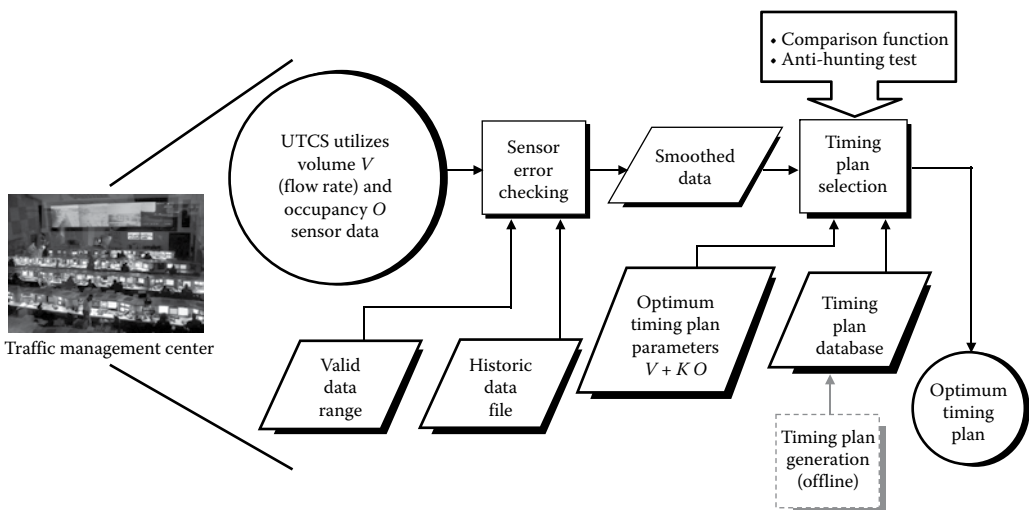 • Comparison function
• Anti-hunting test
UTCS utilizes
volume V
(flow rate) and
occupancy O
sensor data
Sensor
error
checking
Smoothed
data
Timing
plan
selection
Traffic management center
Valid
data
range
Historic
data
file
Optimum
timing plan
parameters
V + K O
Timing
plan
database
Optimum
timing
plan
Timing plan
generation
(offline)